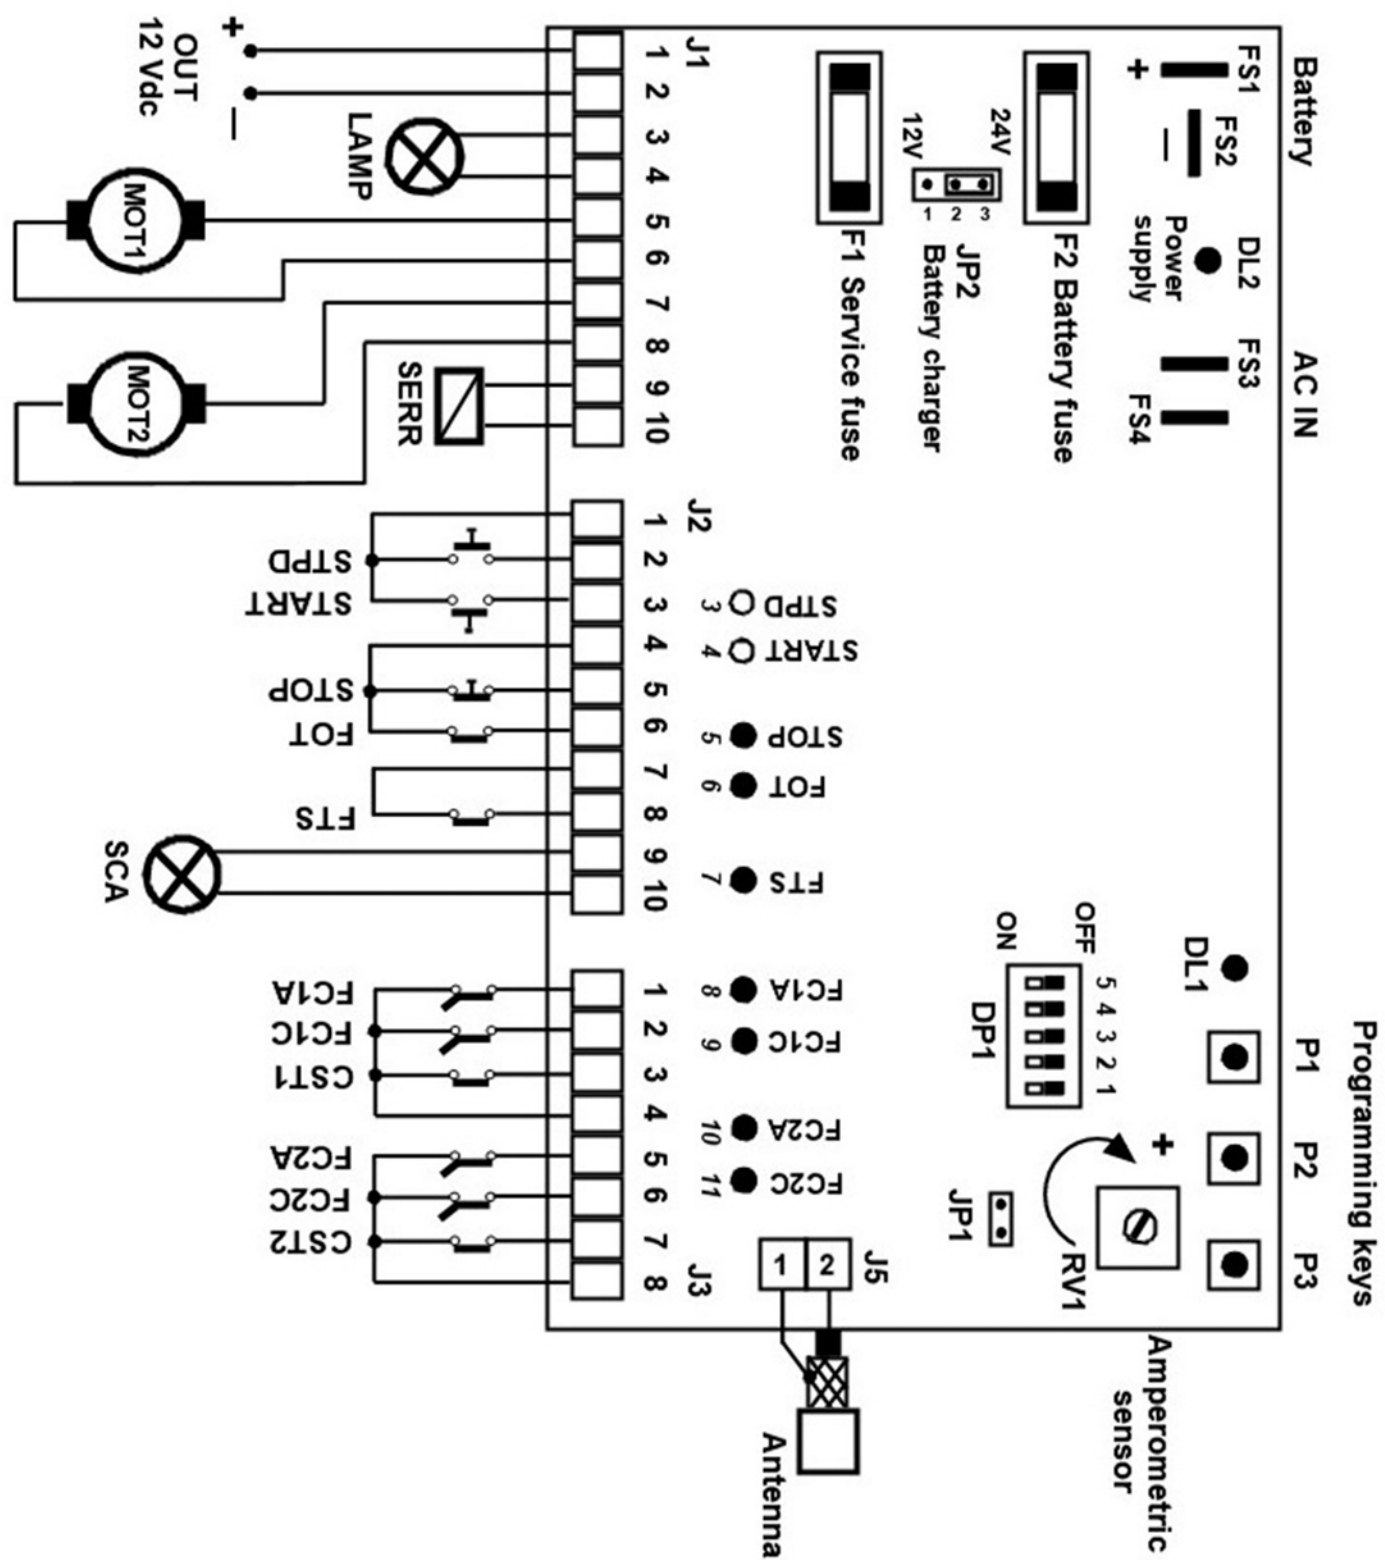 Battery
AC IN
Programming keys
FS1
+
FS2
—
DL2
Power
supply
FS3
FS4
DL1
P1
P2
P3
F2 Battery fuse
24V
12V
1 2 3
JP2
Battery charger
F1 Service fuse
OFF
ON
5 4 3 2 1
DP1
+
RV1
JP1
Amperometric
sensor
J5
1 2
Antenna
3 STPD
4 START
5 STOP
6 FOT
7 FTS
8 FC1A
9 FC1C
10 FC2A
11 FC2C
J1
1 2 3 4 5 6 7 8 9 10
J2
1 2 3 4 5 6 7 8 9 10
J3
1 2 3 4 5 6 7 8
+
—
OUT
12 Vdc
LAMP
MOT1
MOT2
SERR
STPD
START
STOP
FOT
FTS
SCA
FC1A
FC1C
CST1
FC2A
FC2C
CST2